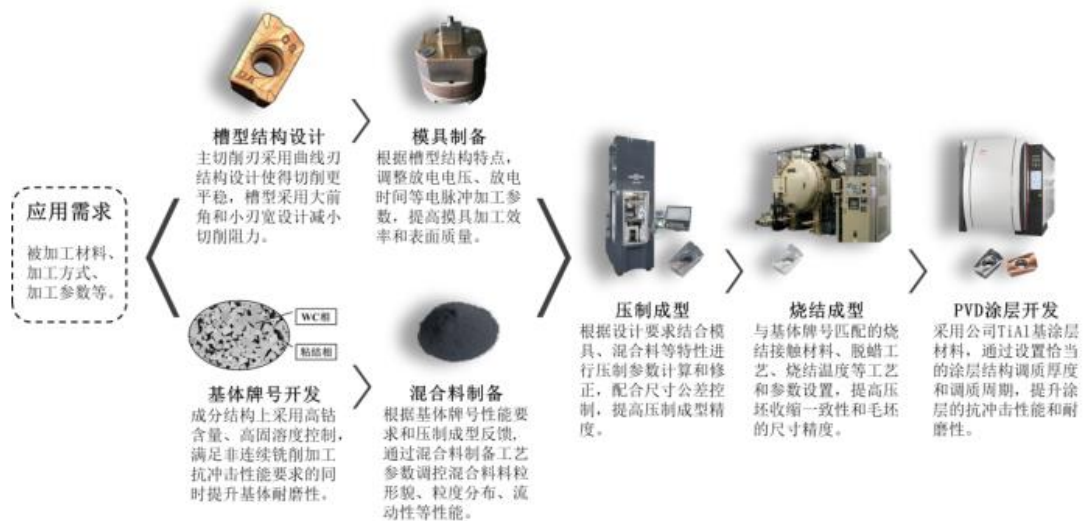 应用需求
被加工材料、
加工方式、
加工参数等。
槽型结构设计
主切削刃采用曲线刃
结构设计使得切削更
平稳，槽型采用大前
角和小刃宽设计减小
切削阻力。
模具制备
根据槽型结构特点，
调整放电电压、放电
时间等电脉冲加工参
数，提高摸具加工效
率和表面质量。
WC相
粘结相
基体牌号开发
成分结构上采用高钴
含量、高固溶度控制，
满足非连续铣削加工
抗冲击性能要求的同
时提升基体耐磨性。
混合料制备
根据基体牌号性能要
求和压制成型反馈，
通过混合料制备工艺
参数调控混合料料粒
形貌、粒度分布、流
动性等性能。
压制成型
根据设计要求结合模
具、混合料等特性进
行压制参数计算和修
正，配合尺寸公差控
制，提高压制成型精
度。
烧结成型
与基体牌号匹配的烧
结接触材料、脱蜡工
艺、烧结温度等工艺
和参数设置，提高压
坯收缩一致性和毛坯
的尺寸精度。
PVD涂层开发
采用公司TiAl基涂层
材料，通过设置恰当
的涂层结构调质厚度
和调质周期，提升涂
层的抗冲击性能和耐
磨性。